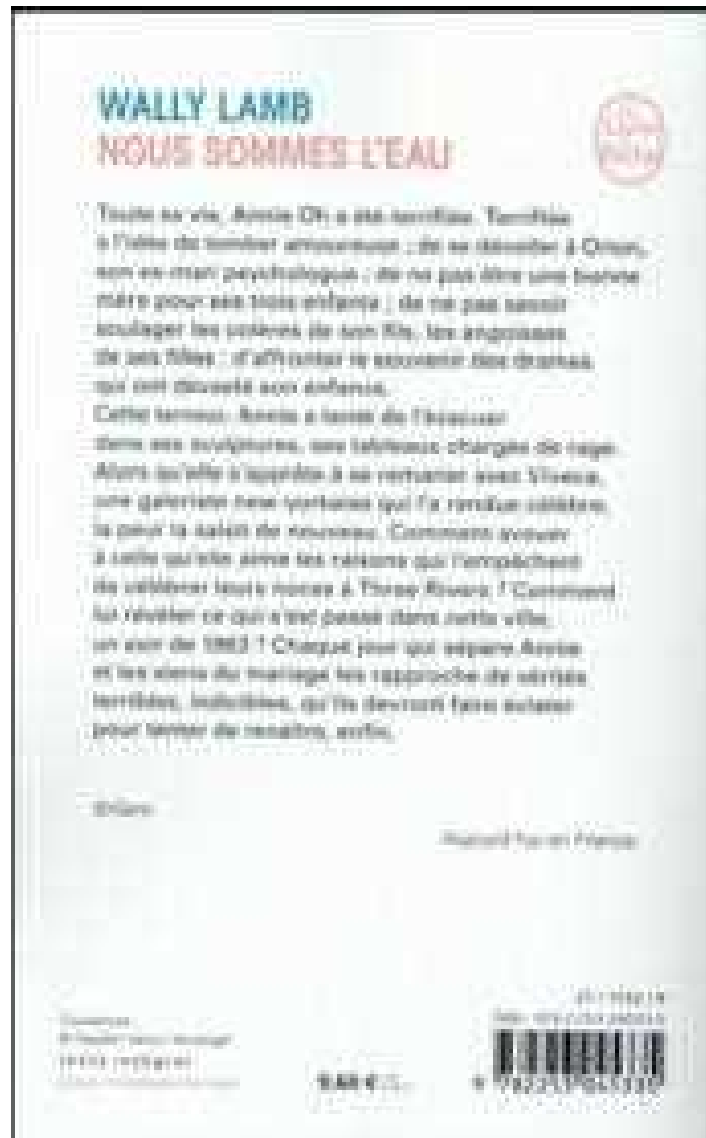 WALLY LAMB
NOUS SOMMES L'EAU
Toute sa vie, Annie Oh a été terrifiée. Terrifiée
à l'idée de tomber amoureuse ; de se dévoiler à Orion,
son ex-mari psychologue ; de ne pas être une bonne
mère pour ses trois enfants ; de ne pas savoir
soulager les colères de son fils, les angoisses
de ses filles ; d'affronter le souvenir des drames
qui ont dévasté son enfance.
Cette terreur, Annie a tenté de l'évacuer
dans ses sculptures, ses tableaux chargés de rage.
Alors qu'elle s'apprête à se remarier avec Viveca,
une galeriste new-yorkaise qui l'a rendue célèbre,
la peur la saisit de nouveau. Comment avouer
à celle qu'elle aime les raisons qui l'empêchent
de célébrer leurs noces à Three Rivers ? Comment
lui révéler ce qui s'est passé dans cette ville,
un soir de 1963 ? Chaque jour qui sépare Annie
et les siens du mariage les rapproche de vérités
terribles, indicibles, qu'ils devront faire éclater
pour tenter de renaître, enfin.
Aujourd'hui en France